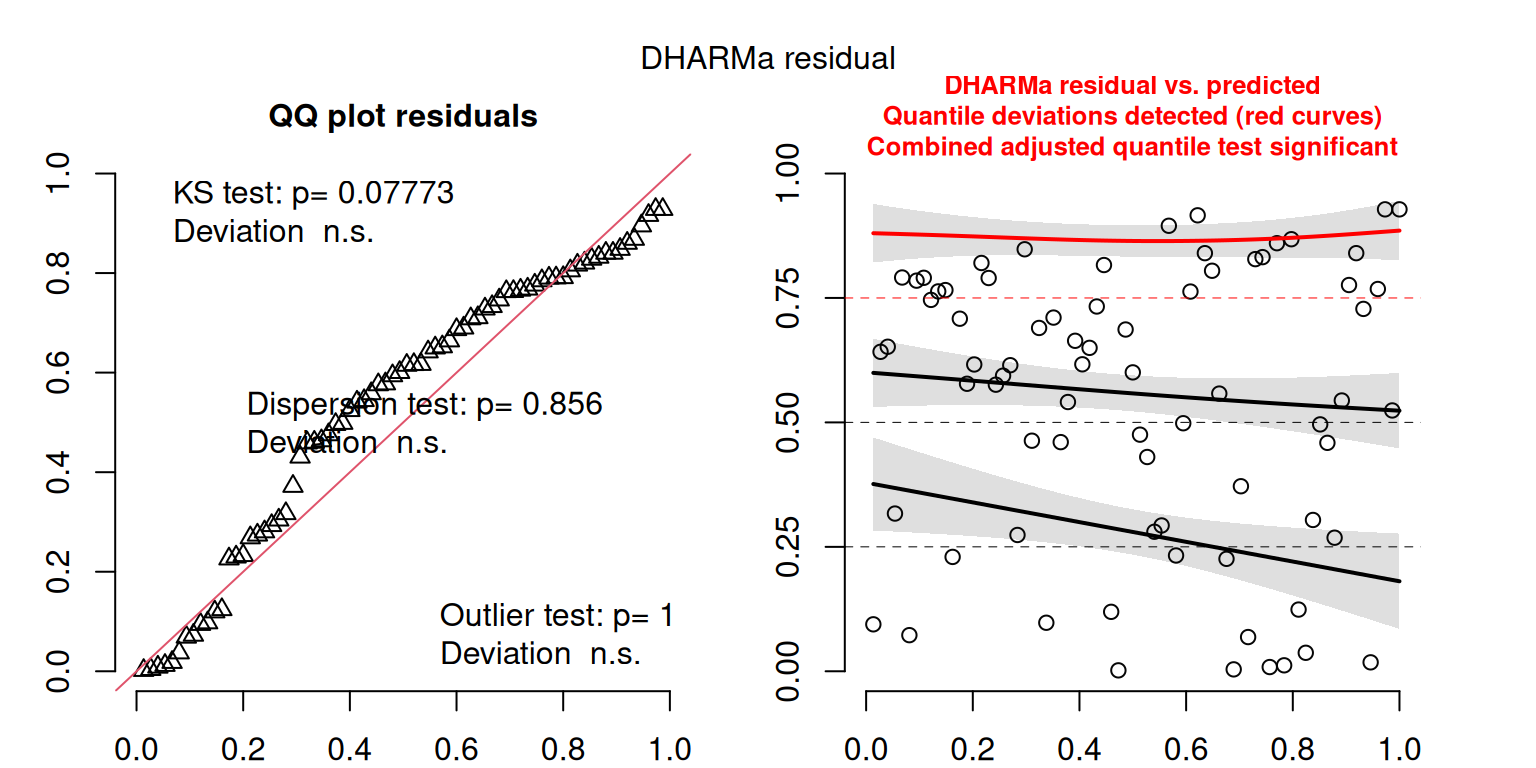 DHARMa residual
QQ plot residuals
1.0
0.8
0.6
0.4
0.2
0.0
KS test: p= 0.07773
Deviation  n.s.
Dispersion test: p= 0.856
Deviation  n.s.
Outlier test: p= 1
Deviation  n.s.
0.0 0.2 0.4 0.6 0.8 1.0
DHARMa residual vs. predicted
Quantile deviations detected (red curves)
Combined adjusted quantile test significant
1.00
0.75
0.50
0.25
0.00
0.0 0.2 0.4 0.6 0.8 1.0